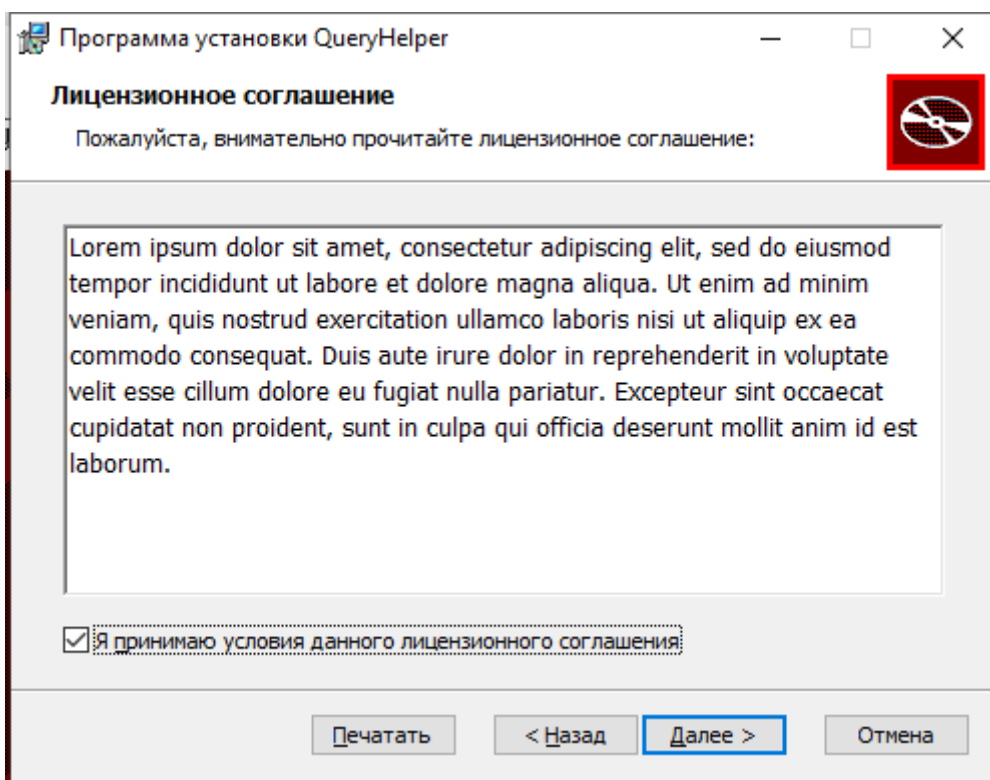 Программа установки QueryHelper
Лицензионное соглашение
Пожалуйста, внимательно прочитайте лицензионное соглашение:
Lorem ipsum dolor sit amet, consectetur adipiscing elit, sed do eiusmod
tempor incididunt ut labore et dolore magna aliqua. Ut enim ad minim
veniam, quis nostrud exercitation ullamco laboris nisi ut aliquip ex ea
commodo consequat. Duis aute irure dolor in reprehenderit in voluptate
velit esse cillum dolore eu fugiat nulla pariatur. Excepteur sint occaecat
cupidatat non proident, sunt in culpa qui officia deserunt mollit anim id est
laborum.
Я принимаю условия данного лицензионного соглашения
Печатать < Назад Далее > Отмена